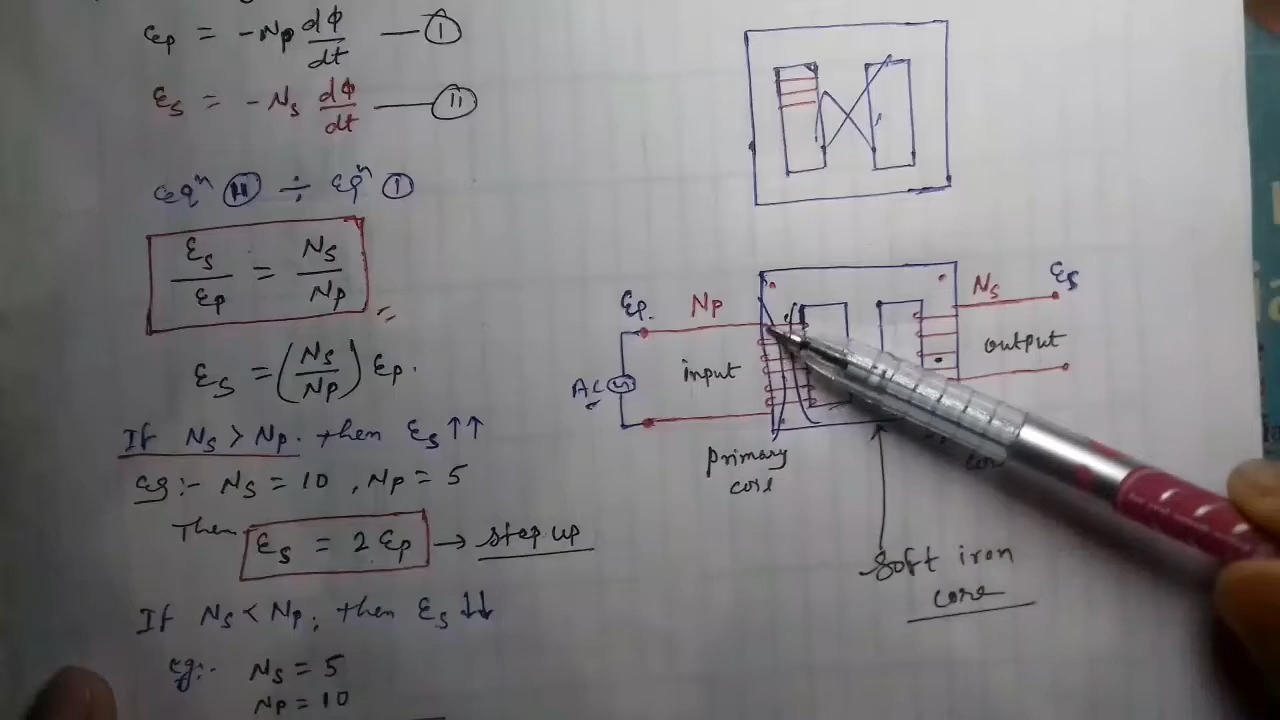 εp = -Np dΦ/dt — I
εs = -Ns dΦ/dt — II
eqⁿ II ÷ eqⁿ I
εs/εp = Ns/Np
εs = (Ns/Np) εp.
If Ns > Np. then εs ↑↑
eg:- Ns = 10, Np = 5
Then εs = 2 εp → step up
If Ns < Np, then εs ↓↓
eg:- Ns = 5
Np = 10
εp. Np
Ns εs
AC
input
output
primary
core
soft iron
core